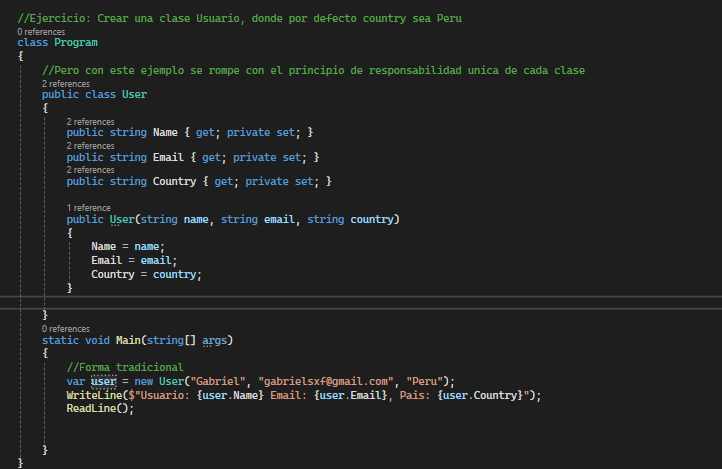 //Ejercicio: Crear una clase Usuario, donde por defecto country sea Peru
0 references
class Program
{
//Pero con este ejemplo se rompe con el principio de responsabilidad unica de cada clase
2 references
public class User
{
2 references
public string Name { get; private set; }
2 references
public string Email { get; private set; }
2 references
public string Country { get; private set; }
1 reference
public User(string name, string email, string country)
{
Name = name;
Email = email;
Country = country;
}
}
0 references
static void Main(string[] args)
{
//Forma tradicional
var user = new User("Gabriel", "gabrielsxf@gmail.com", "Peru");
WriteLine($"Usuario: {user.Name} Email: {user.Email}, Pais: {user.Country}");
ReadLine();
}
}